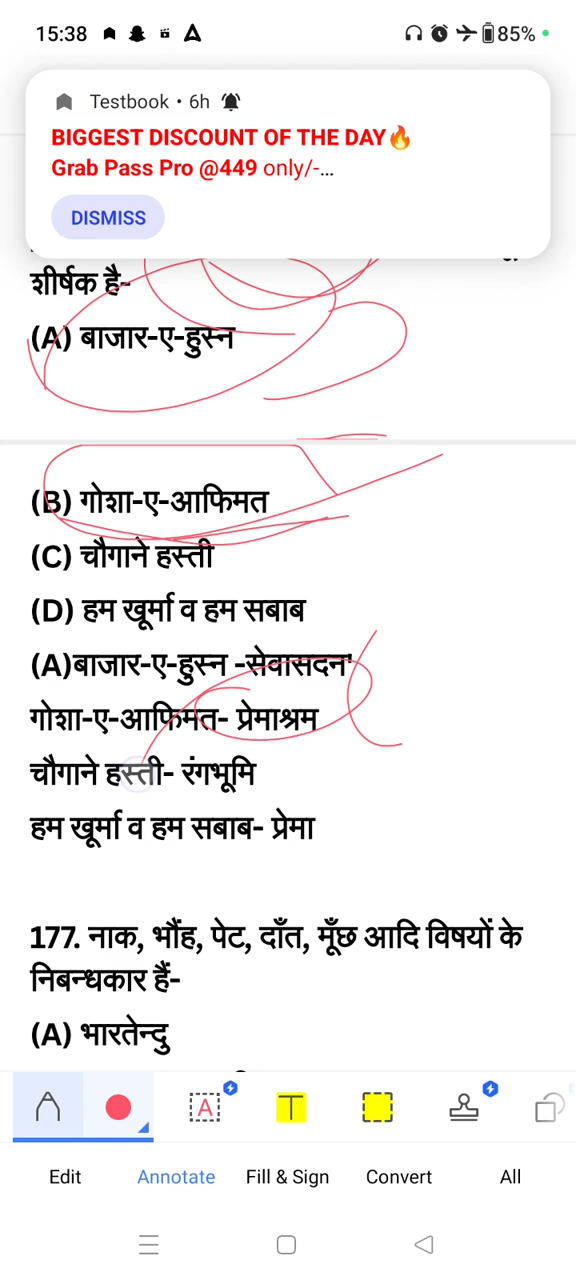 15:38
85%
Testbook • 6h
BIGGEST DISCOUNT OF THE DAY🔥
Grab Pass Pro @449 only/-...
DISMISS
शीर्षक है-
(A) बाजार-ए-हुस्न
(B) गोशा-ए-आफिमत
(C) चौगाने हस्ती
(D) हम खूर्मा व हम सबाब
(A)बाजार-ए-हुस्न -सेवासदन'
गोशा-ए-आफिमत- प्रेमाश्रम
चौगाने हस्ती- रंगभूमि
हम खूर्मा व हम सबाब- प्रेमा
177. नाक, भौंह, पेट, दाँत, मूँछ आदि विषयों के
निबन्धकार हैं-
(A) भारतेन्दु
A
T
Edit
Annotate
Fill & Sign
Convert
All